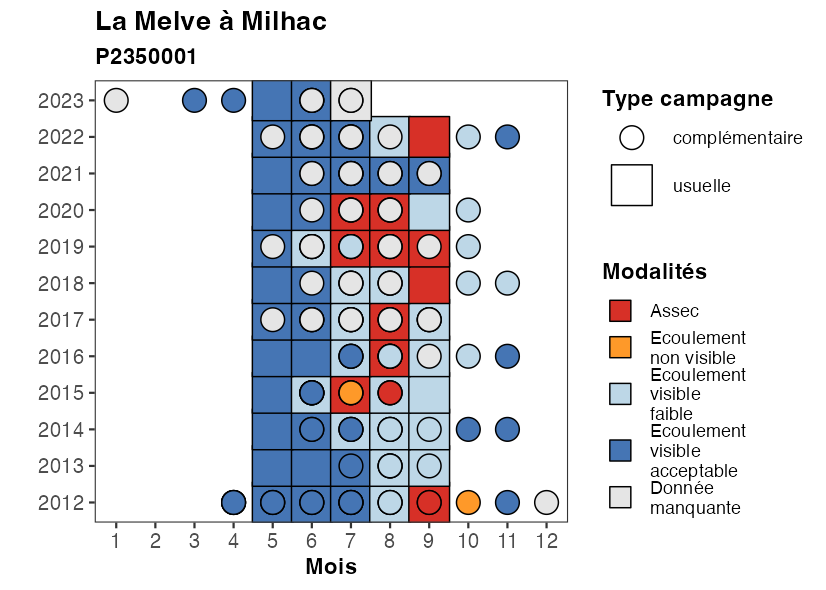 La Melve à Milhac
P2350001
2023
2022
2021
2020
2019
2018
2017
2016
2015
2014
2013
2012
1 2 3 4 5 6 7 8 9 10 11 12
Mois
Type campagne
complémentaire
usuelle
Modalités
Assec
Ecoulement
non visible
Ecoulement
visible
faible
Ecoulement
visible
acceptable
Donnée
manquante